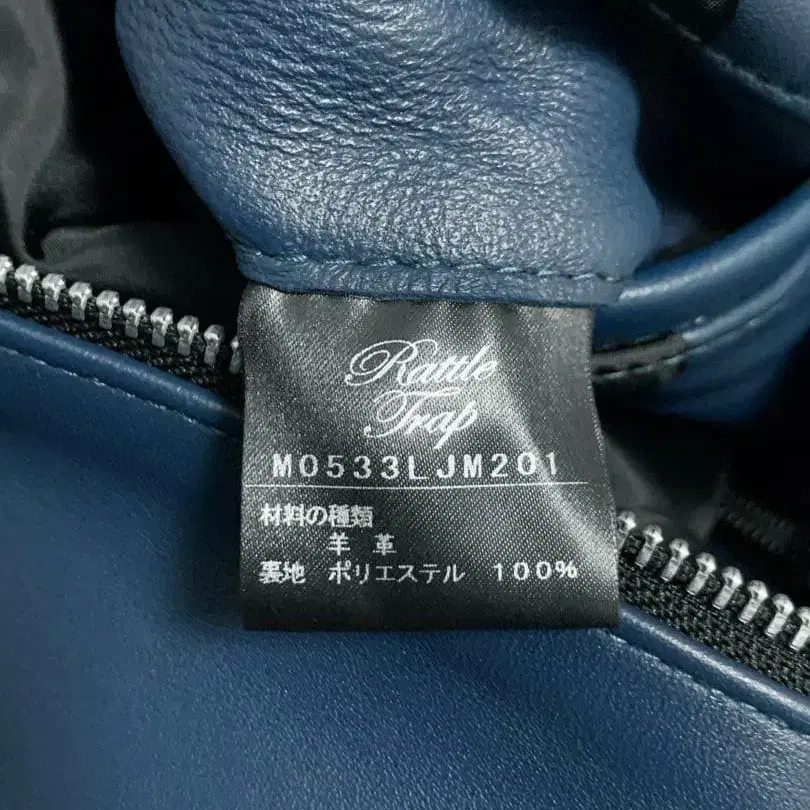 Rattle
Trap
M0533LJM201
材料の種類
羊 革
裏地 ポリエステル 100%